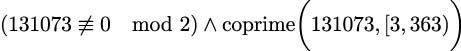 (131073 ≢ 0 mod 2) ∧ coprime(131073, [3, 363))